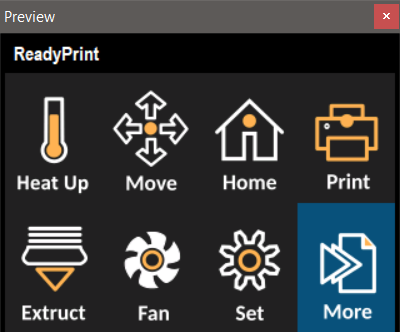 Preview
ReadyPrint
Heat Up
Move
Home
Print
Extruct
Fan
Set
More